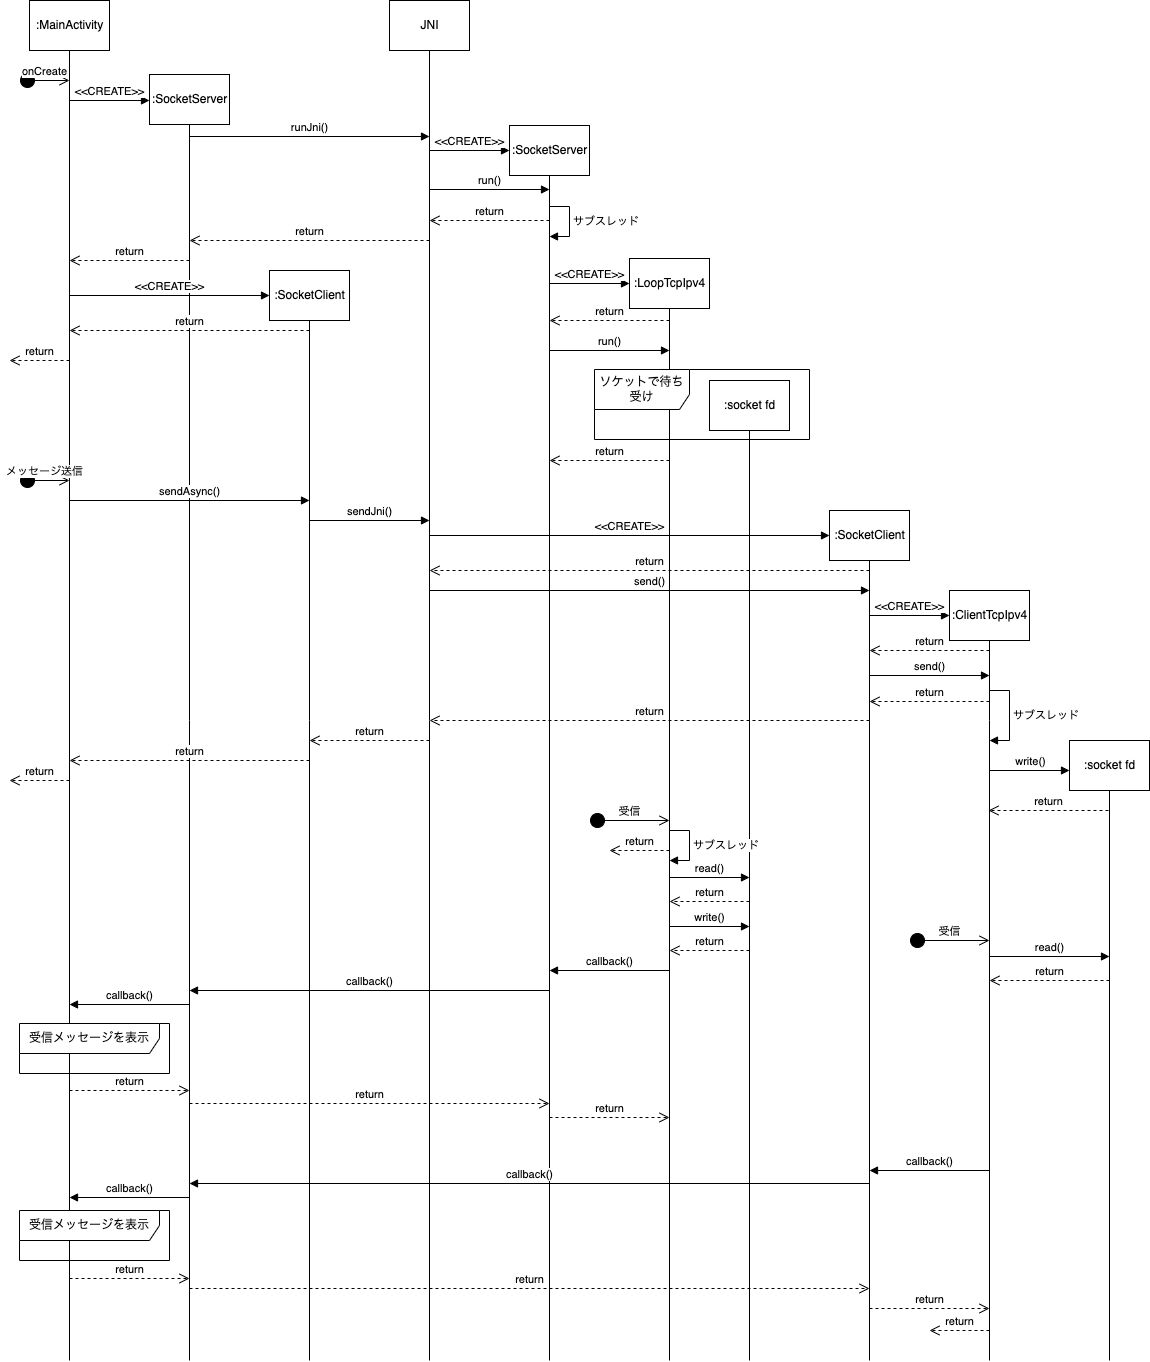 :MainActivity
JNI
onCreate
<<CREATE>>
:SocketServer
runJni()
<<CREATE>>
:SocketServer
run()
return
サブスレッド
return
return
<<CREATE>>
:LoopTcpIpv4
<<CREATE>>
:SocketClient
return
return
run()
return
ソケットで待ち
受け
:socket fd
return
メッセージ送信
sendAsync()
sendJni()
<<CREATE>>
:SocketClient
return
send()
<<CREATE>>
:ClientTcpIpv4
return
send()
return
return
サブスレッド
return
return
write()
:socket fd
return
return
受信
return
サブスレッド
read()
return
write()
return
受信
read()
callback()
return
callback()
callback()
受信メッセージを表示
return
return
return
callback()
callback()
callback()
受信メッセージを表示
return
return
return
return